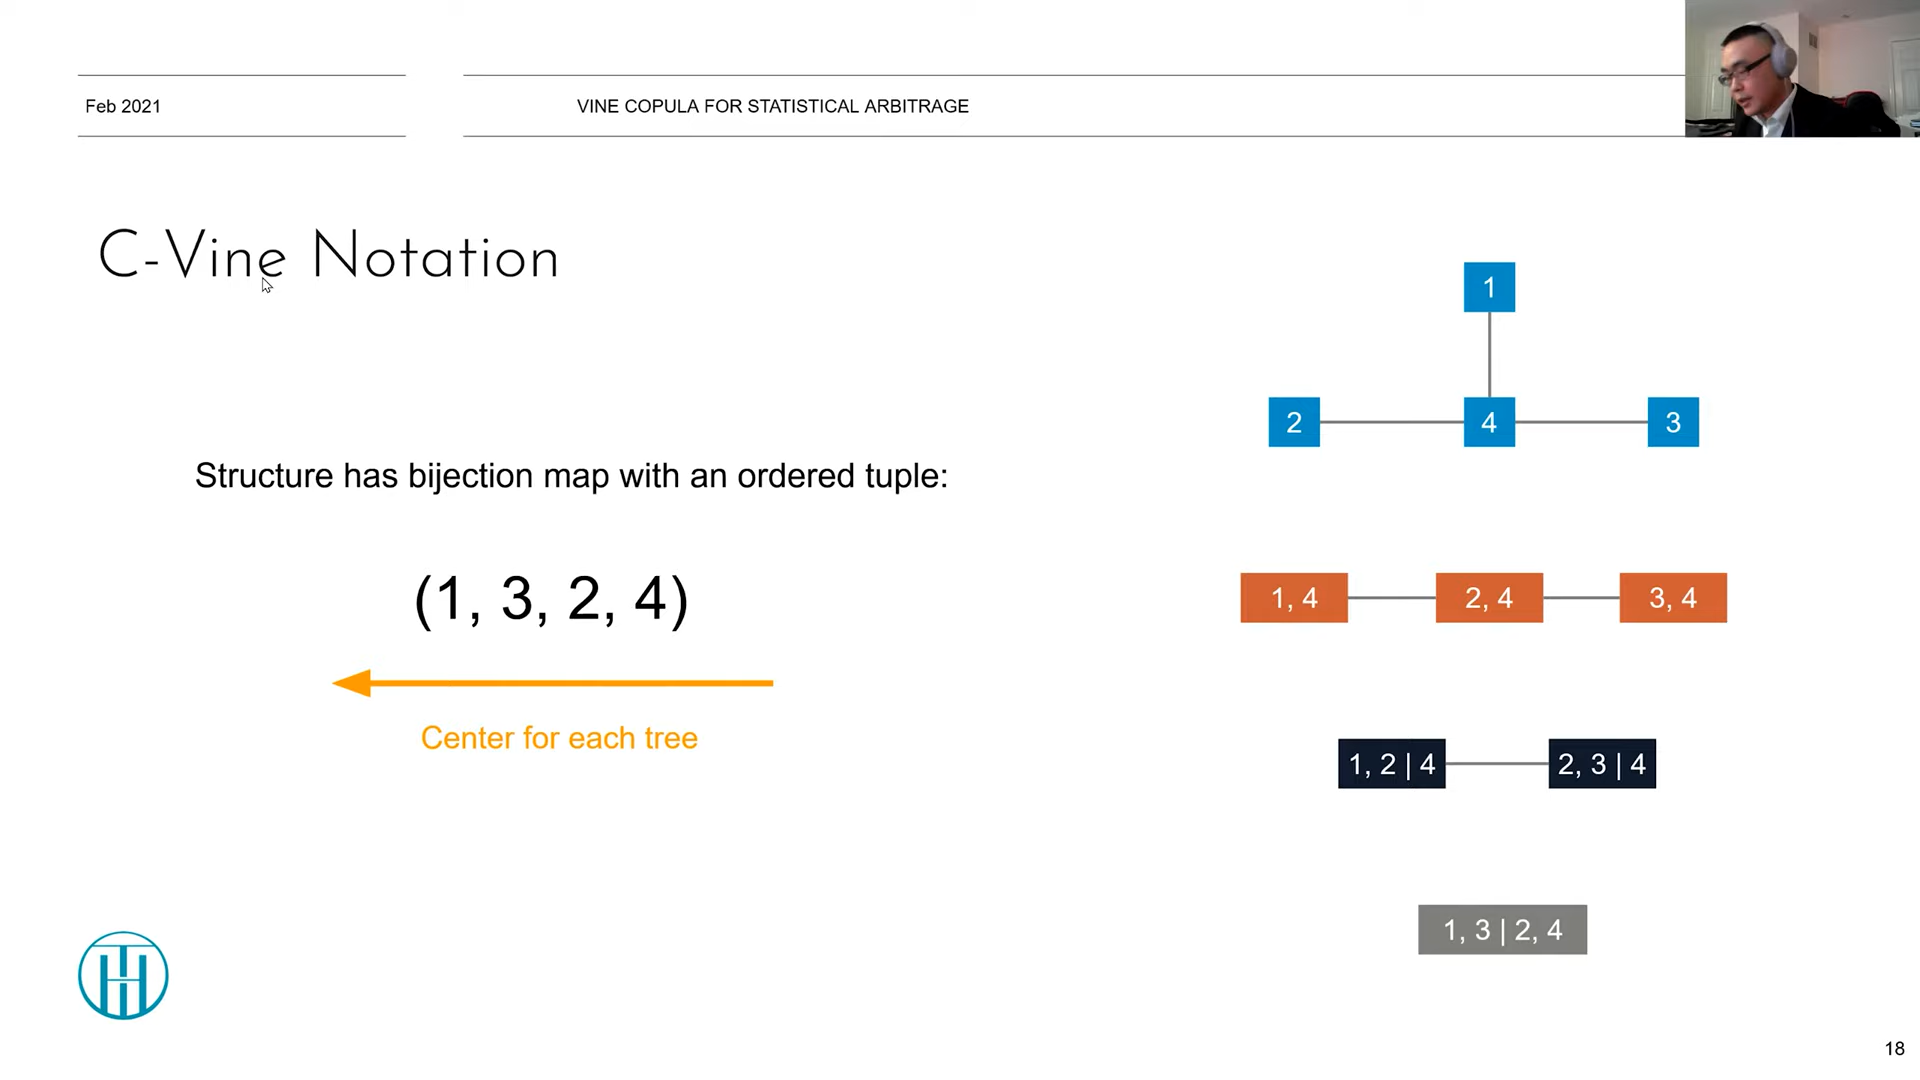 Feb 2021
VINE COPULA FOR STATISTICAL ARBITRAGE
C-Vine Notation
Structure has bijection map with an ordered tuple:
(1, 3, 2, 4)
Center for each tree
1
2 4 3
1, 4 2, 4 3, 4
1, 2 | 4 2, 3 | 4
1, 3 | 2, 4
18